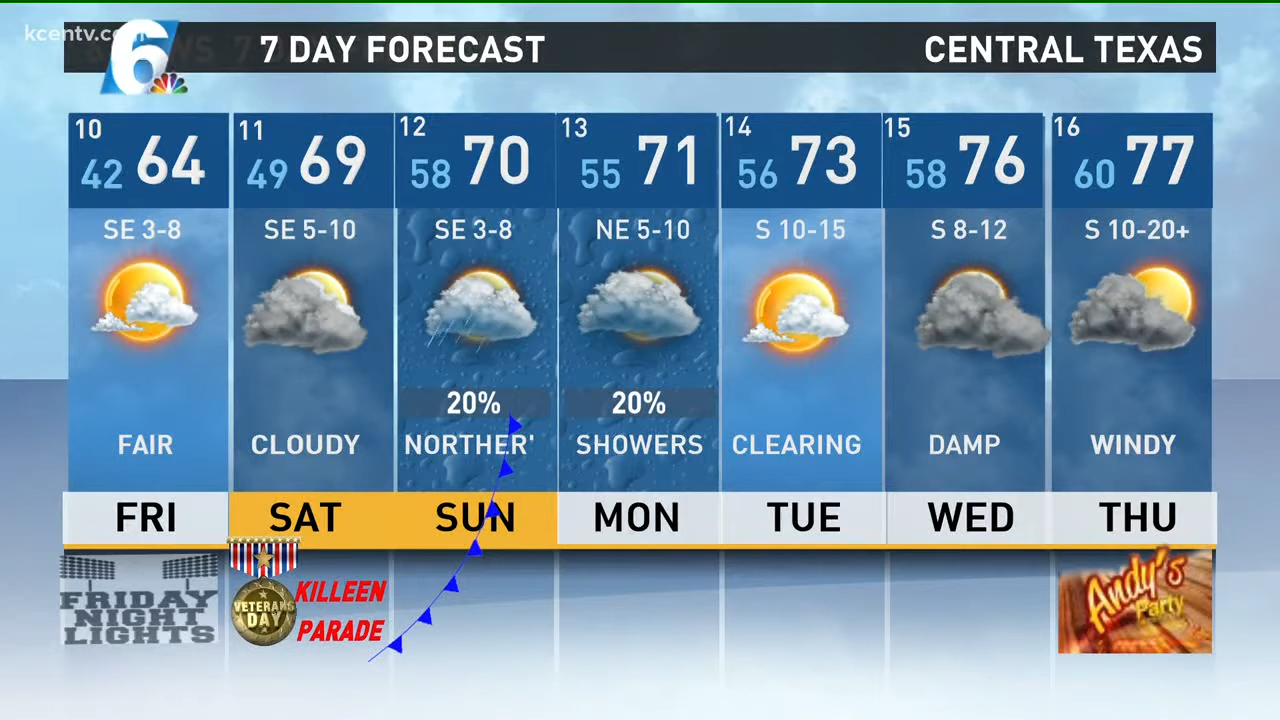 kcentv.com
6
7 DAY FORECAST
CENTRAL TEXAS
10
42 64
SE 3-8
FAIR
FRI
11
49 69
SE 5-10
CLOUDY
SAT
12
58 70
SE 3-8
20%
NORTHER'
SUN
13
55 71
NE 5-10
20%
SHOWERS
MON
14
56 73
S 10-15
CLEARING
TUE
15
58 76
S 8-12
DAMP
WED
16
60 77
S 10-20+
WINDY
THU
FRIDAY
NIGHT
LIGHTS
VETERANS
DAY
KILLEEN
PARADE
Andy's
Party